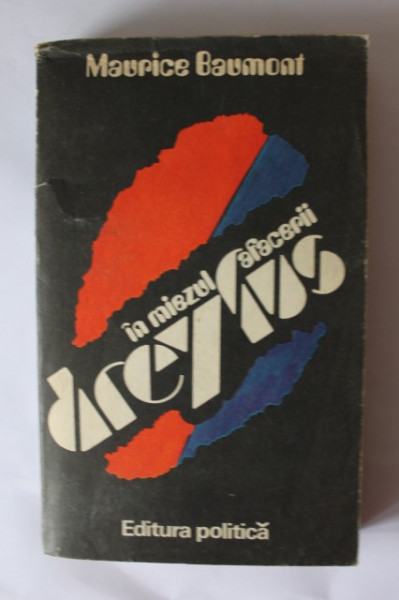 Maurice Baumont
în miezul afacerii
dreyfus
Editura politică